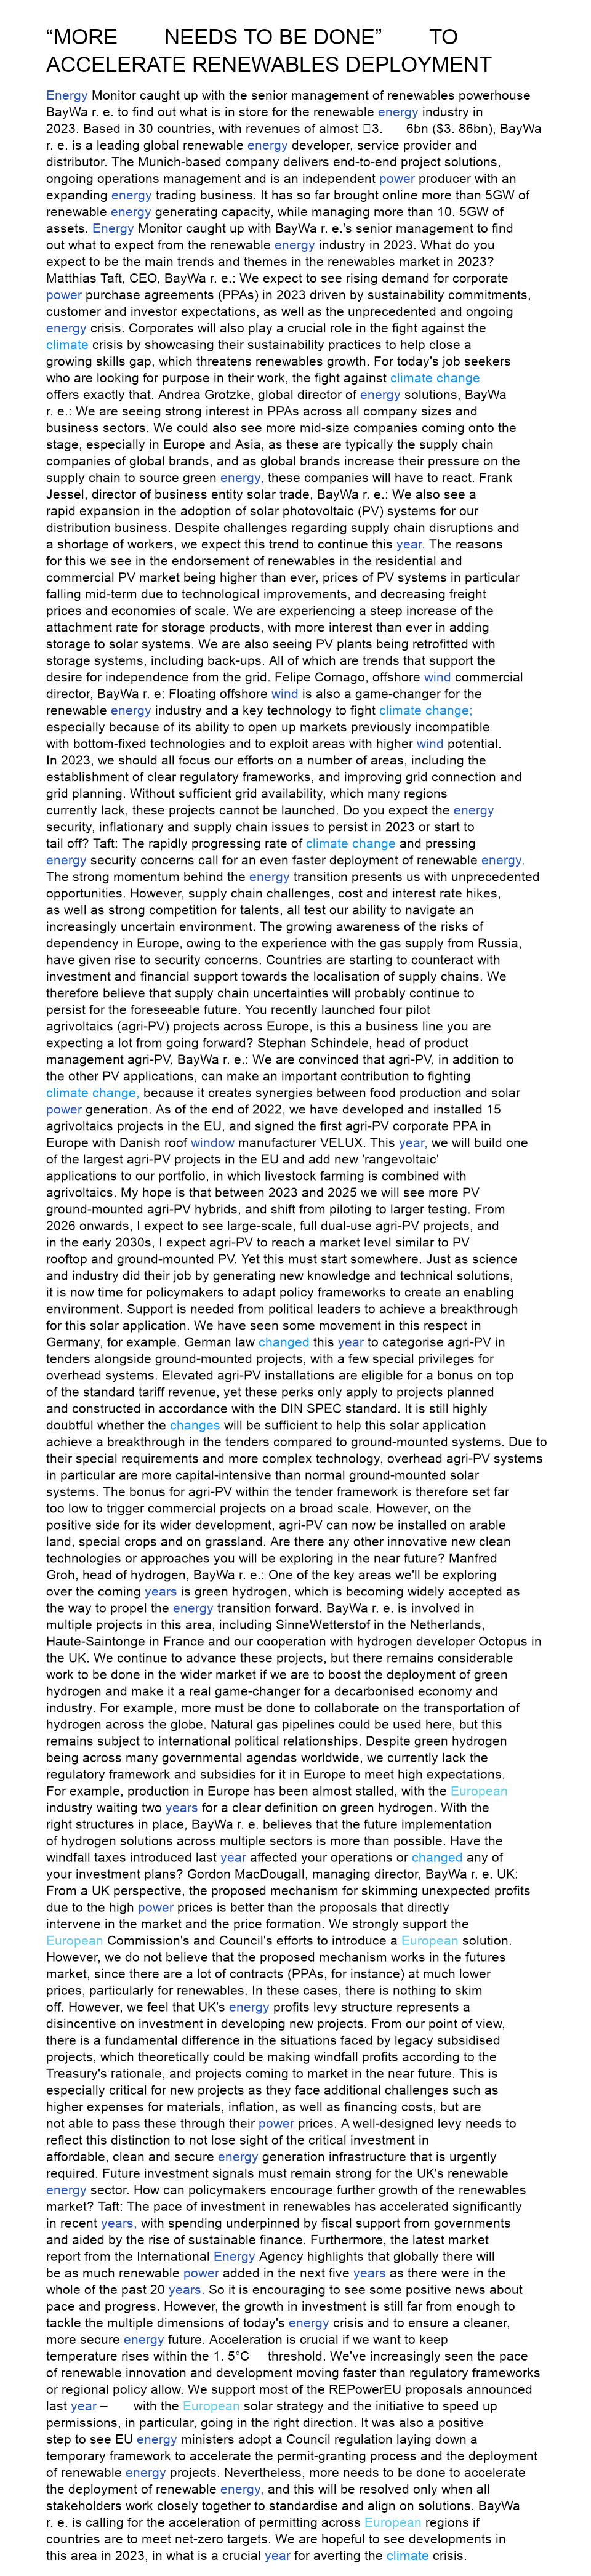 “MORE NEEDS TO BE DONE” TO
ACCELERATE RENEWABLES DEPLOYMENT
Energy Monitor caught up with the senior management of renewables powerhouse
BayWa r. e. to find out what is in store for the renewable energy industry in
2023. Based in 30 countries, with revenues of almost □3. 6bn ($3. 86bn), BayWa
r. e. is a leading global renewable energy developer, service provider and
distributor. The Munich-based company delivers end-to-end project solutions,
ongoing operations management and is an independent power producer with an
expanding energy trading business. It has so far brought online more than 5GW of
renewable energy generating capacity, while managing more than 10. 5GW of
assets. Energy Monitor caught up with BayWa r. e.'s senior management to find
out what to expect from the renewable energy industry in 2023. What do you
expect to be the main trends and themes in the renewables market in 2023?
Matthias Taft, CEO, BayWa r. e.: We expect to see rising demand for corporate
power purchase agreements (PPAs) in 2023 driven by sustainability commitments,
customer and investor expectations, as well as the unprecedented and ongoing
energy crisis. Corporates will also play a crucial role in the fight against the
climate crisis by showcasing their sustainability practices to help close a
growing skills gap, which threatens renewables growth. For today's job seekers
who are looking for purpose in their work, the fight against climate change
offers exactly that. Andrea Grotzke, global director of energy solutions, BayWa
r. e.: We are seeing strong interest in PPAs across all company sizes and
business sectors. We could also see more mid-size companies coming onto the
stage, especially in Europe and Asia, as these are typically the supply chain
companies of global brands, and as global brands increase their pressure on the
supply chain to source green energy, these companies will have to react. Frank
Jessel, director of business entity solar trade, BayWa r. e.: We also see a
rapid expansion in the adoption of solar photovoltaic (PV) systems for our
distribution business. Despite challenges regarding supply chain disruptions and
a shortage of workers, we expect this trend to continue this year. The reasons
for this we see in the endorsement of renewables in the residential and
commercial PV market being higher than ever, prices of PV systems in particular
falling mid-term due to technological improvements, and decreasing freight
prices and economies of scale. We are experiencing a steep increase of the
attachment rate for storage products, with more interest than ever in adding
storage to solar systems. We are also seeing PV plants being retrofitted with
storage systems, including back-ups. All of which are trends that support the
desire for independence from the grid. Felipe Cornago, offshore wind commercial
director, BayWa r. e: Floating offshore wind is also a game-changer for the
renewable energy industry and a key technology to fight climate change;
especially because of its ability to open up markets previously incompatible
with bottom-fixed technologies and to exploit areas with higher wind potential.
In 2023, we should all focus our efforts on a number of areas, including the
establishment of clear regulatory frameworks, and improving grid connection and
grid planning. Without sufficient grid availability, which many regions
currently lack, these projects cannot be launched. Do you expect the energy
security, inflationary and supply chain issues to persist in 2023 or start to
tail off? Taft: The rapidly progressing rate of climate change and pressing
energy security concerns call for an even faster deployment of renewable energy.
The strong momentum behind the energy transition presents us with unprecedented
opportunities. However, supply chain challenges, cost and interest rate hikes,
as well as strong competition for talents, all test our ability to navigate an
increasingly uncertain environment. The growing awareness of the risks of
dependency in Europe, owing to the experience with the gas supply from Russia,
have given rise to security concerns. Countries are starting to counteract with
investment and financial support towards the localisation of supply chains. We
therefore believe that supply chain uncertainties will probably continue to
persist for the foreseeable future. You recently launched four pilot
agrivoltaics (agri-PV) projects across Europe, is this a business line you are
expecting a lot from going forward? Stephan Schindele, head of product
management agri-PV, BayWa r. e.: We are convinced that agri-PV, in addition to
the other PV applications, can make an important contribution to fighting
climate change, because it creates synergies between food production and solar
power generation. As of the end of 2022, we have developed and installed 15
agrivoltaics projects in the EU, and signed the first agri-PV corporate PPA in
Europe with Danish roof window manufacturer VELUX. This year, we will build one
of the largest agri-PV projects in the EU and add new 'rangevoltaic'
applications to our portfolio, in which livestock farming is combined with
agrivoltaics. My hope is that between 2023 and 2025 we will see more PV
ground-mounted agri-PV hybrids, and shift from piloting to larger testing. From
2026 onwards, I expect to see large-scale, full dual-use agri-PV projects, and
in the early 2030s, I expect agri-PV to reach a market level similar to PV
rooftop and ground-mounted PV. Yet this must start somewhere. Just as science
and industry did their job by generating new knowledge and technical solutions,
it is now time for policymakers to adapt policy frameworks to create an enabling
environment. Support is needed from political leaders to achieve a breakthrough
for this solar application. We have seen some movement in this respect in
Germany, for example. German law changed this year to categorise agri-PV in
tenders alongside ground-mounted projects, with a few special privileges for
overhead systems. Elevated agri-PV installations are eligible for a bonus on top
of the standard tariff revenue, yet these perks only apply to projects planned
and constructed in accordance with the DIN SPEC standard. It is still highly
doubtful whether the changes will be sufficient to help this solar application
achieve a breakthrough in the tenders compared to ground-mounted systems. Due to
their special requirements and more complex technology, overhead agri-PV systems
in particular are more capital-intensive than normal ground-mounted solar
systems. The bonus for agri-PV within the tender framework is therefore set far
too low to trigger commercial projects on a broad scale. However, on the
positive side for its wider development, agri-PV can now be installed on arable
land, special crops and on grassland. Are there any other innovative new clean
technologies or approaches you will be exploring in the near future? Manfred
Groh, head of hydrogen, BayWa r. e.: One of the key areas we'll be exploring
over the coming years is green hydrogen, which is becoming widely accepted as
the way to propel the energy transition forward. BayWa r. e. is involved in
multiple projects in this area, including SinneWetterstof in the Netherlands,
Haute-Saintonge in France and our cooperation with hydrogen developer Octopus in
the UK. We continue to advance these projects, but there remains considerable
work to be done in the wider market if we are to boost the deployment of green
hydrogen and make it a real game-changer for a decarbonised economy and
industry. For example, more must be done to collaborate on the transportation of
hydrogen across the globe. Natural gas pipelines could be used here, but this
remains subject to international political relationships. Despite green hydrogen
being across many governmental agendas worldwide, we currently lack the
regulatory framework and subsidies for it in Europe to meet high expectations.
For example, production in Europe has been almost stalled, with the European
industry waiting two years for a clear definition on green hydrogen. With the
right structures in place, BayWa r. e. believes that the future implementation
of hydrogen solutions across multiple sectors is more than possible. Have the
windfall taxes introduced last year affected your operations or changed any of
your investment plans? Gordon MacDougall, managing director, BayWa r. e. UK:
From a UK perspective, the proposed mechanism for skimming unexpected profits
due to the high power prices is better than the proposals that directly
intervene in the market and the price formation. We strongly support the
European Commission's and Council's efforts to introduce a European solution.
However, we do not believe that the proposed mechanism works in the futures
market, since there are a lot of contracts (PPAs, for instance) at much lower
prices, particularly for renewables. In these cases, there is nothing to skim
off. However, we feel that UK's energy profits levy structure represents a
disincentive on investment in developing new projects. From our point of view,
there is a fundamental difference in the situations faced by legacy subsidised
projects, which theoretically could be making windfall profits according to the
Treasury's rationale, and projects coming to market in the near future. This is
especially critical for new projects as they face additional challenges such as
higher expenses for materials, inflation, as well as financing costs, but are
not able to pass these through their power prices. A well-designed levy needs to
reflect this distinction to not lose sight of the critical investment in
affordable, clean and secure energy generation infrastructure that is urgently
required. Future investment signals must remain strong for the UK's renewable
energy sector. How can policymakers encourage further growth of the renewables
market? Taft: The pace of investment in renewables has accelerated significantly
in recent years, with spending underpinned by fiscal support from governments
and aided by the rise of sustainable finance. Furthermore, the latest market
report from the International Energy Agency highlights that globally there will
be as much renewable power added in the next five years as there were in the
whole of the past 20 years. So it is encouraging to see some positive news about
pace and progress. However, the growth in investment is still far from enough to
tackle the multiple dimensions of today's energy crisis and to ensure a cleaner,
more secure energy future. Acceleration is crucial if we want to keep
temperature rises within the 1. 5°C threshold. We've increasingly seen the pace
of renewable innovation and development moving faster than regulatory frameworks
or regional policy allow. We support most of the REPowerEU proposals announced
last year – with the European solar strategy and the initiative to speed up
permissions, in particular, going in the right direction. It was also a positive
step to see EU energy ministers adopt a Council regulation laying down a
temporary framework to accelerate the permit-granting process and the deployment
of renewable energy projects. Nevertheless, more needs to be done to accelerate
the deployment of renewable energy, and this will be resolved only when all
stakeholders work closely together to standardise and align on solutions. BayWa
r. e. is calling for the acceleration of permitting across European regions if
countries are to meet net-zero targets. We are hopeful to see developments in
this area in 2023, in what is a crucial year for averting the climate crisis.